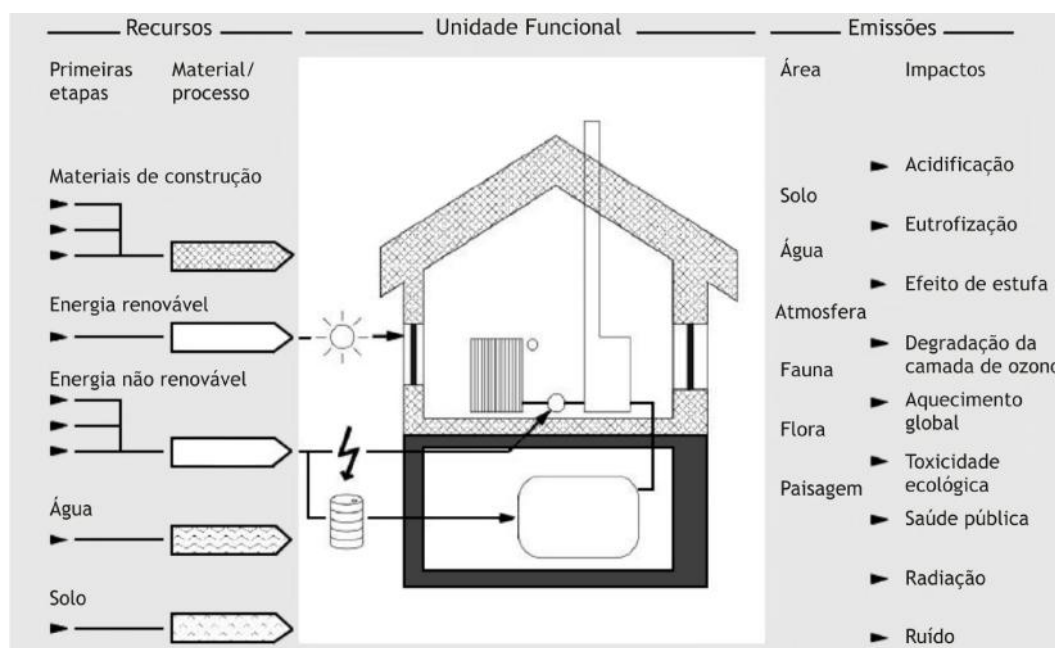 Recursos
Unidade Funcional
Emissões
Primeiras
etapas
Material/
processo
Materiais de construção
Energia renovável
Energia não renovável
Água
Solo
Área
Solo
Água
Atmosfera
Fauna
Flora
Paisagem
Impactos
Acidificação
Eutrofização
Efeito de estufa
Degradação da
camada de ozono
Aquecimento
global
Toxicidade
ecológica
Saúde pública
Radiação
Ruído